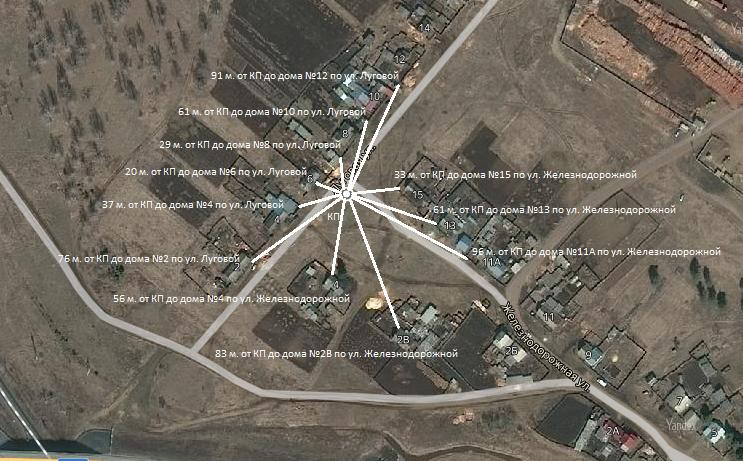 14
12
91 м. от КП до дома №12 по ул. Луговой
10
61 м. от КП до дома №10 по ул. Луговой
8
29 м. от КП до дома №8 по ул. Луговой
20 м. от КП до дома №6 по ул. Луговой
6
33 м. от КП до дома №15 по ул. Железнодорожной
15
37 м. от КП до дома №4 по ул. Луговой
4
КП
61 м. от КП до дома №13 по ул. Железнодорожной
13
76 м. от КП до дома №2 по ул. Луговой
96 м. от КП до дома №11А по ул. Железнодорожной
11А
4
56 м. от КП до дома №4 по ул. Железнодорожной
11
Железнодорожная ул.
2В
83 м. от КП до дома №2В по ул. Железнодорожной
2Б
9
7
5
2А
Yandex